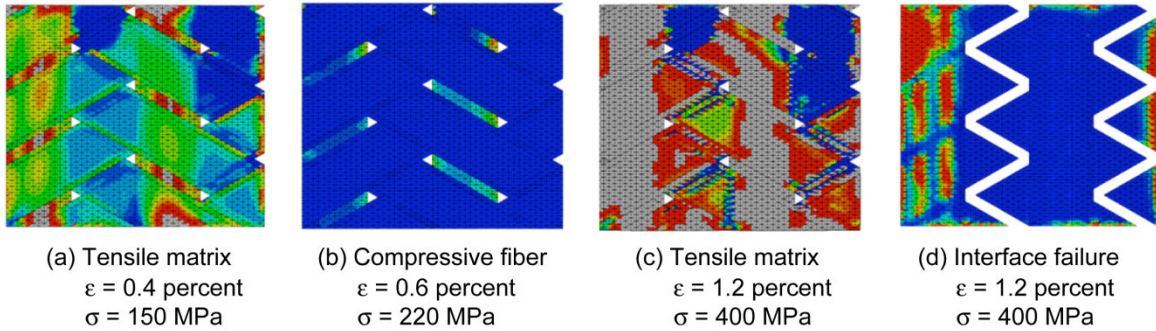 (a) Tensile matrix
ε = 0.4 percent
σ = 150 MPa
(b) Compressive fiber
ε = 0.6 percent
σ = 220 MPa
(c) Tensile matrix
ε = 1.2 percent
σ = 400 MPa
(d) Interface failure
ε = 1.2 percent
σ = 400 MPa